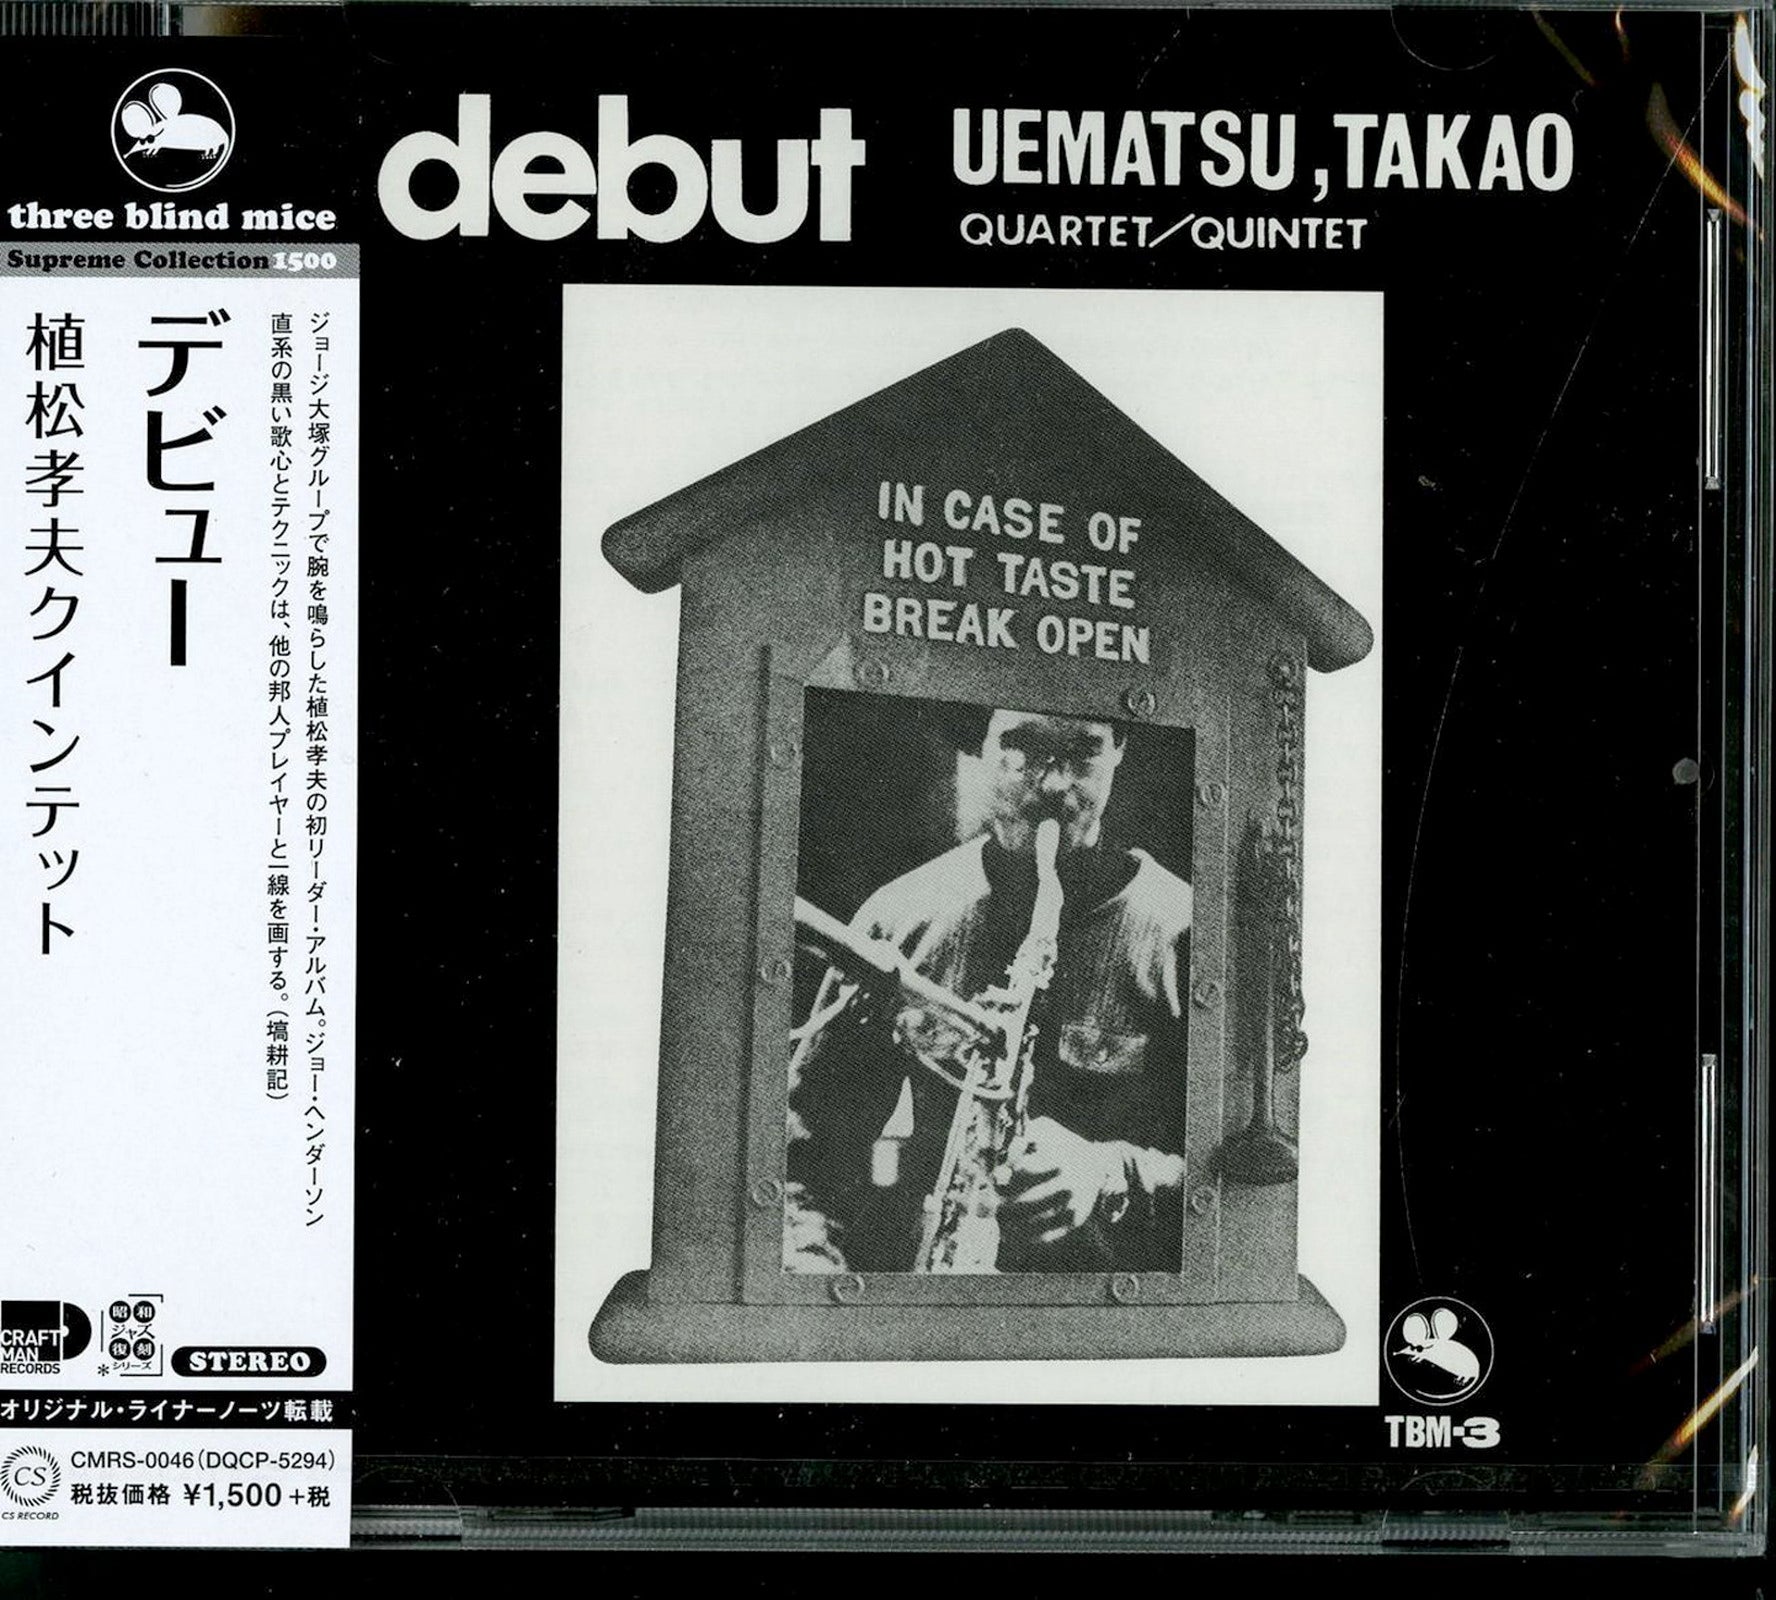 three blind mice
Supreme Collection 1500
ジョージ大塚グループで腕を鳴らした植松孝夫の初リーダー・アルバム。ジョー・ヘンダーソン
直系の黒い歌心とテクニックは、他の邦人プレイヤーと一線を画する。(塙耕記)
デビュー
植松孝夫クインテット
CRAFT
MAN
RECORDS
昭和
ジャズ
復刻
*シリーズ
STEREO
オリジナル・ライナーノーツ転載
CS
CS RECORD
CMRS-0046(DQCP-5294)
税抜価格 ¥1,500+税
debut
UEMATSU,TAKAO
QUARTET/QUINTET
IN CASE OF
HOT TASTE
BREAK OPEN
TBM-3